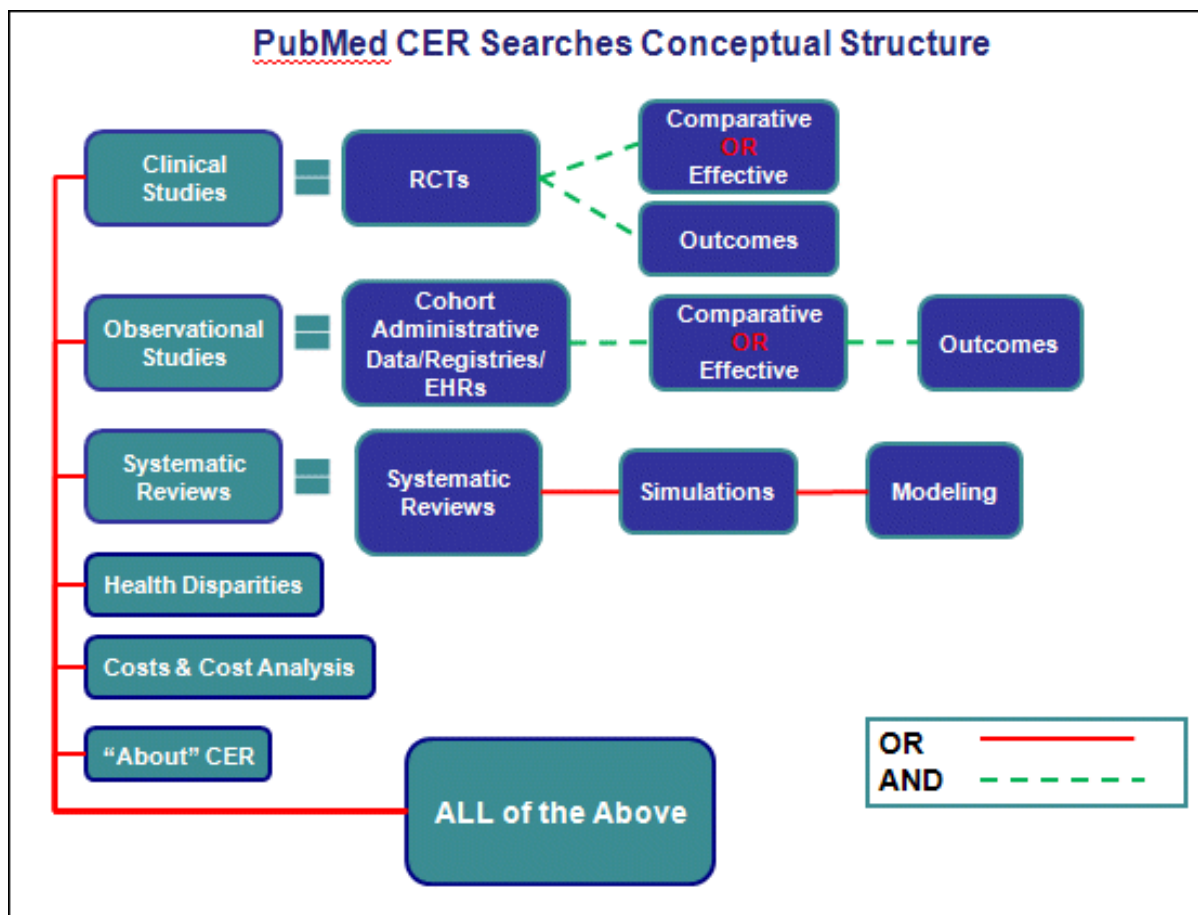 PubMed CER Searches Conceptual Structure
Clinical
Studies
RCTs
Comparative
OR
Effective
Outcomes
Observational
Studies
Cohort
Administrative
Data/Registries/
EHRs
Comparative
OR
Effective
Outcomes
Systematic
Reviews
Systematic
Reviews
Simulations
Modeling
Health Disparities
Costs & Cost Analysis
“About” CER
ALL of the Above
OR
AND